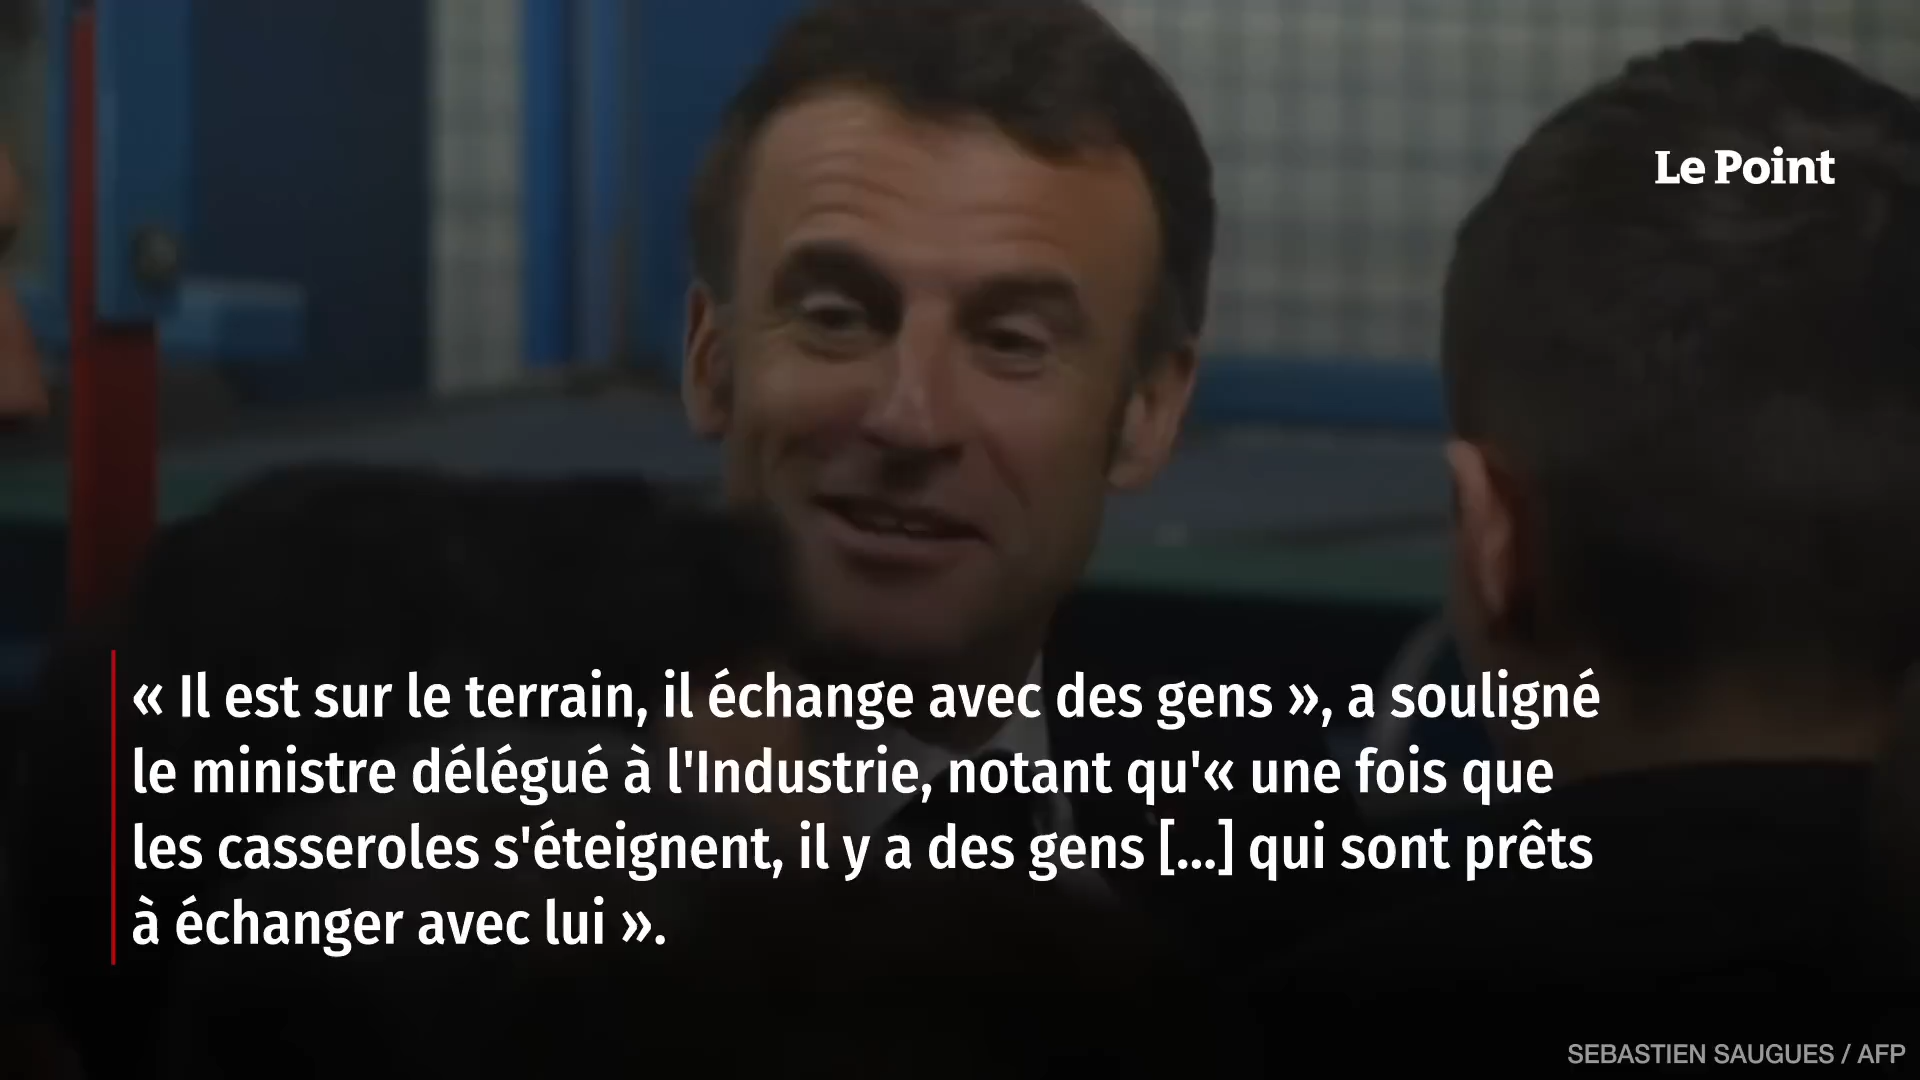 Le Point
« Il est sur le terrain, il échange avec des gens », a souligné
le ministre délégué à l'Industrie, notant qu'« une fois que
les casseroles s'éteignent, il y a des gens [...] qui sont prêts
à échanger avec lui ».
SEBASTIEN SAUGUES / AFP